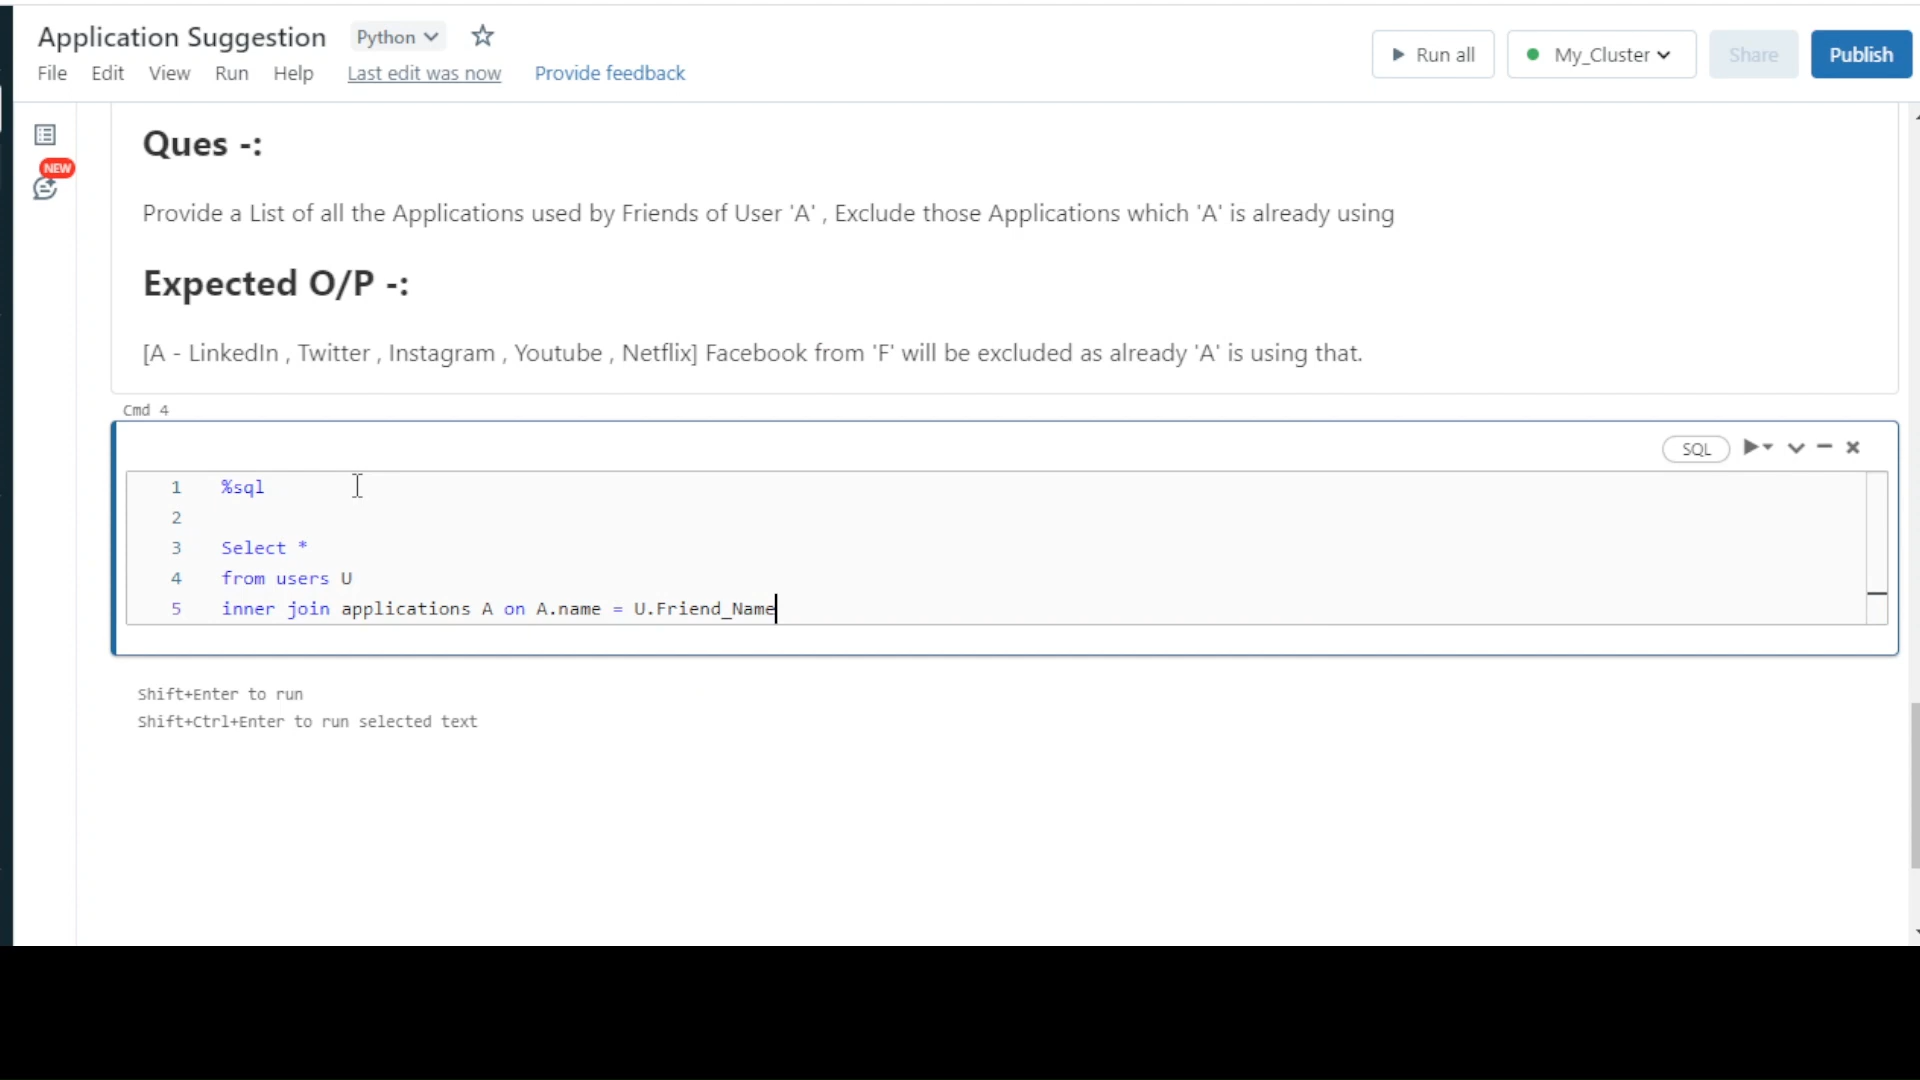 Application Suggestion Python
File Edit View Run Help Last edit was now Provide feedback
Run all My_Cluster Share Publish
NEW
Ques -:
Provide a List of all the Applications used by Friends of User 'A' , Exclude those Applications which 'A' is already using
Expected O/P -:
[A - LinkedIn , Twitter , Instagram , Youtube , Netflix] Facebook from 'F' will be excluded as already 'A' is using that.
Cmd 4
SQL
1 %sql
2
3 Select *
4 from users U
5 inner join applications A on A.name = U.Friend_Name
Shift+Enter to run
Shift+Ctrl+Enter to run selected text